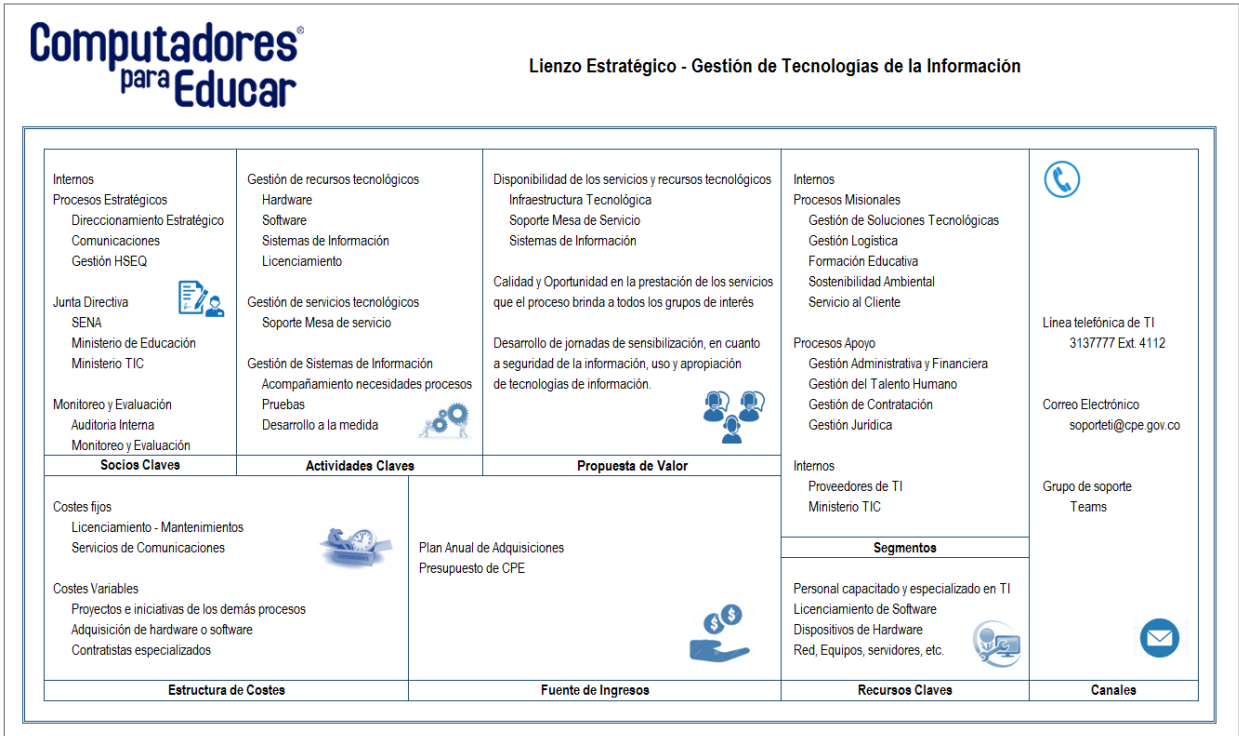 Computadores®
para Educar
Lienzo Estratégico - Gestión de Tecnologías de la Información
Internos
Procesos Estratégicos
Direccionamiento Estratégico
Comunicaciones
Gestión HSEQ
Junta Directiva
SENA
Ministerio de Educación
Ministerio TIC
Monitoreo y Evaluación
Auditoria Interna
Monitoreo y Evaluación
Socios Claves
Gestión de recursos tecnológicos
Hardware
Software
Sistemas de Información
Licenciamiento
Gestión de servicios tecnológicos
Soporte Mesa de servicio
Gestión de Sistemas de Información
Acompañamiento necesidades procesos
Pruebas
Desarrollo a la medida
Actividades Claves
Disponibilidad de los servicios y recursos tecnológicos
Infraestructura Tecnológica
Soporte Mesa de Servicio
Sistemas de Información
Calidad y Oportunidad en la prestación de los servicios
que el proceso brinda a todos los grupos de interés
Desarrollo de jornadas de sensibilización, en cuanto
a seguridad de la información, uso y apropiación
de tecnologías de información.
Propuesta de Valor
Internos
Procesos Misionales
Gestión de Soluciones Tecnológicas
Gestión Logística
Formación Educativa
Sostenibilidad Ambiental
Servicio al Cliente
Procesos Apoyo
Gestión Administrativa y Financiera
Gestión del Talento Humano
Gestión de Contratación
Gestión Jurídica
Internos
Proveedores de TI
Ministerio TIC
Segmentos
Línea telefónica de TI
3137777 Ext. 4112
Correo Electrónico
soporteti@cpe.gov.co
Grupo de soporte
Teams
Canales
Costes fijos
Licenciamiento - Mantenimientos
Servicios de Comunicaciones
Costes Variables
Proyectos e iniciativas de los demás procesos
Adquisición de hardware o software
Contratistas especializados
Estructura de Costes
Plan Anual de Adquisiciones
Presupuesto de CPE
$ $
Fuente de Ingresos
Personal capacitado y especializado en TI
Licenciamiento de Software
Dispositivos de Hardware
Red, Equipos, servidores, etc.
Recursos Claves